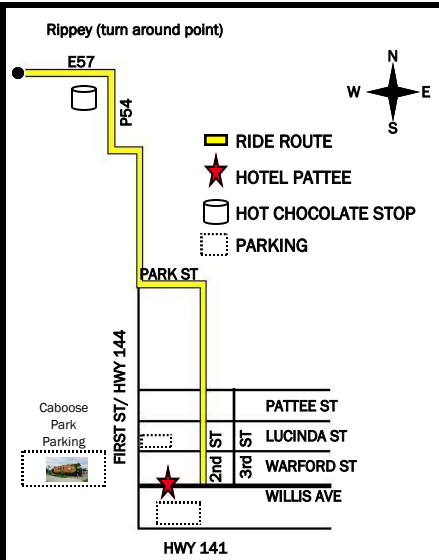 Rippey (turn around point)
E57
P54
N
W
E
S
RIDE ROUTE
HOTEL PATTEE
HOT CHOCOLATE STOP
PARKING
PARK ST
FIRST ST/ HWY 144
PATTEE ST
LUCINDA ST
WARFORD ST
WILLIS AVE
2nd ST
3rd ST
Caboose
Park
Parking
HWY 141